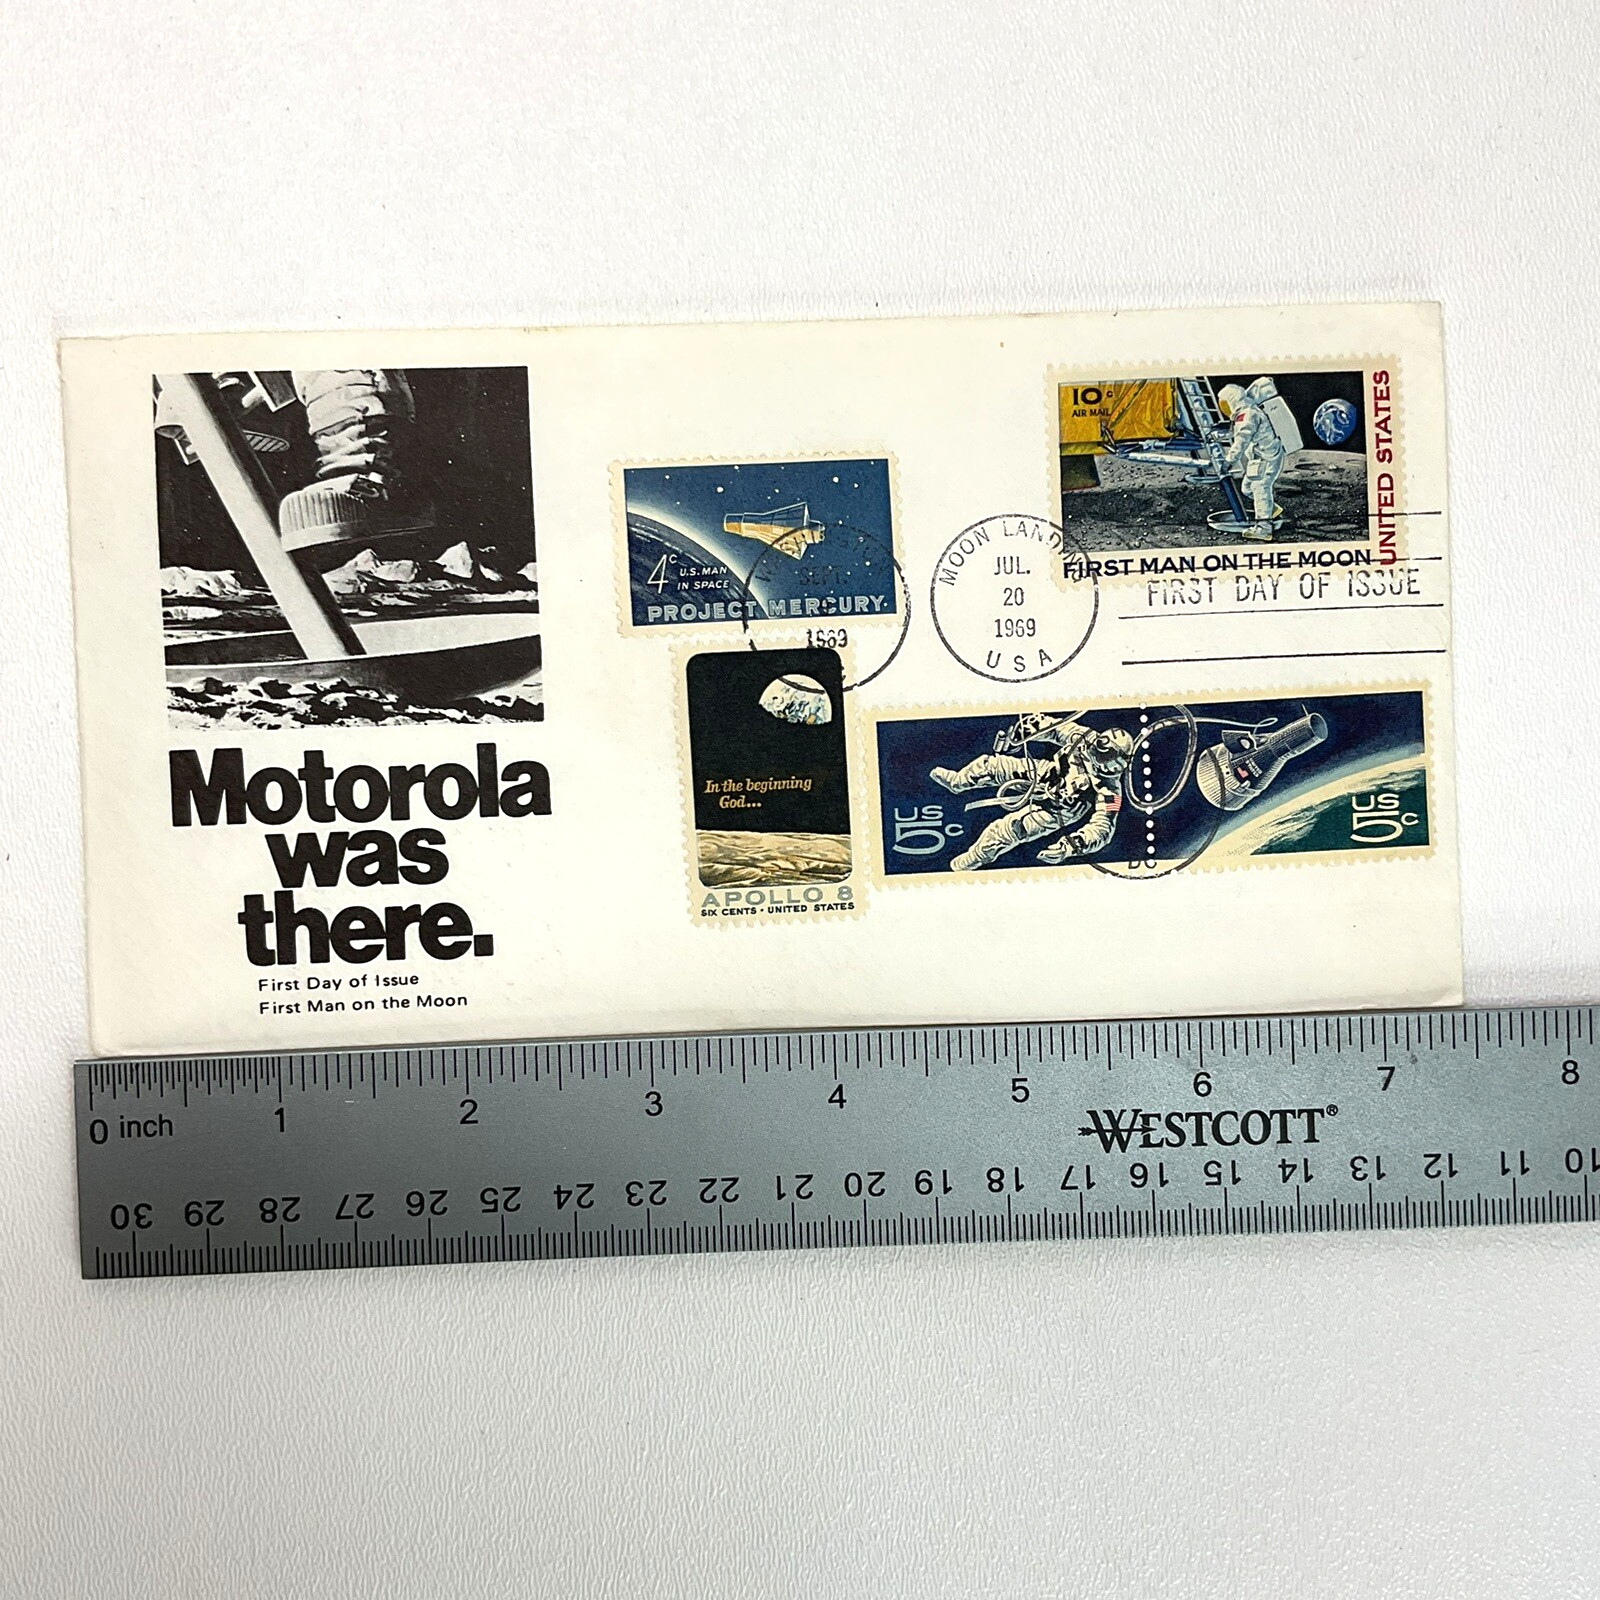 Motorola
was
there.
First Day of Issue
First Man on the Moon
4c
U.S. MAN
IN SPACE
PROJECT MERCURY
SEPT.
1969
In the beginning
God...
APOLLO 8
SIX CENTS • UNITED STATES
MOON LANDING
JUL.
20
1969
USA
10c
AIR MAIL
UNITED STATES
FIRST MAN ON THE MOON
FIRST DAY OF ISSUE
US
5c
US
5c
DC
0 inch 1 2 3 4 5 6 7 8
WESTCOTT®
30 29 28 27 26 25 24 23 22 21 20 19 18 17 16 15 14 13 12 11 10